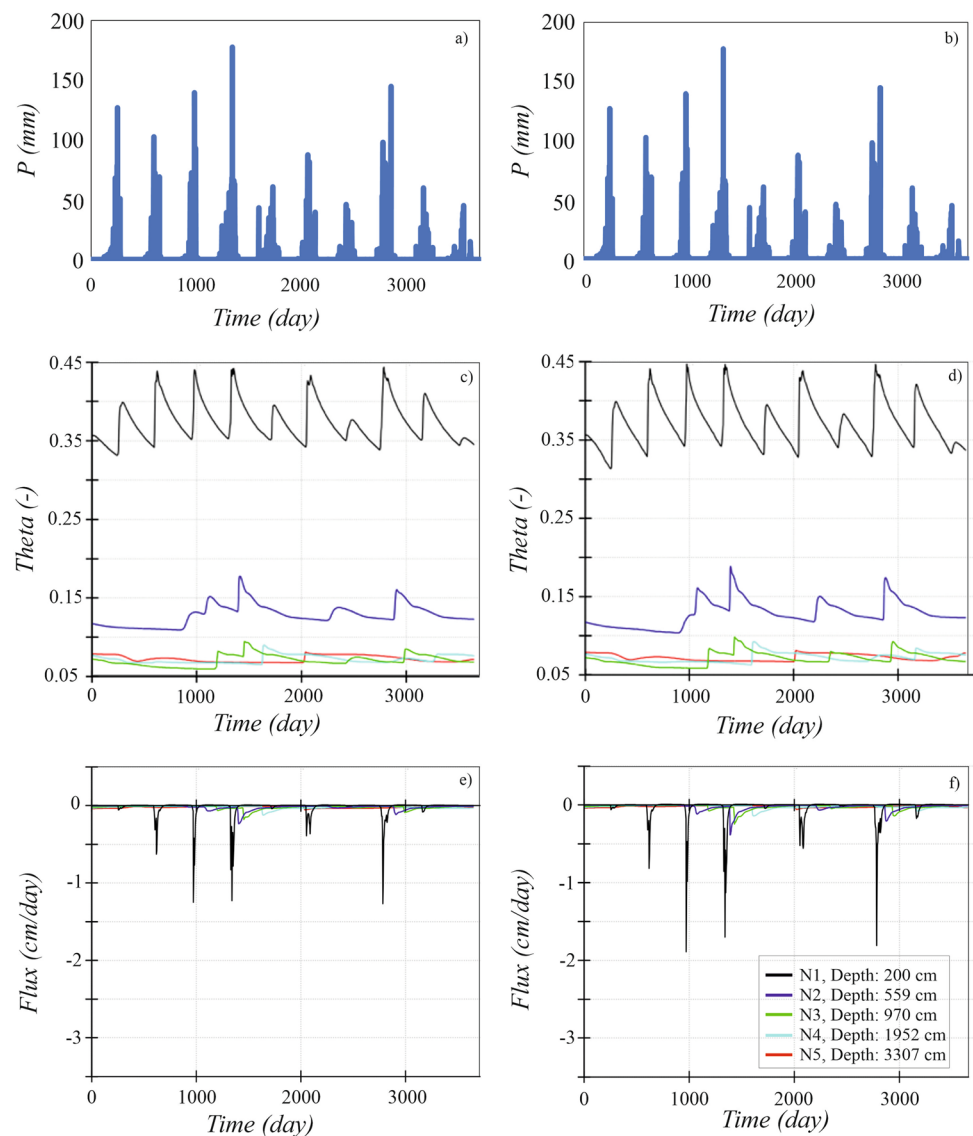 a)
P (mm)
200
150
100
50
0
0 1000 2000 3000
Time (day)
b)
P (mm)
200
150
100
50
0
0 1000 2000 3000
Time (day)
c)
Theta (-)
0.45
0.35
0.25
0.15
0.05
0 1000 2000 3000
Time (day)
d)
Theta (-)
0.45
0.35
0.25
0.15
0.05
0 1000 2000 3000
Time (day)
e)
Flux (cm/day)
0
-1
-2
-3
0 1000 2000 3000
Time (day)
f)
Flux (cm/day)
0
-1
-2
-3
N1, Depth: 200 cm
N2, Depth: 559 cm
N3, Depth: 970 cm
N4, Depth: 1952 cm
N5, Depth: 3307 cm
0 1000 2000 3000
Time (day)